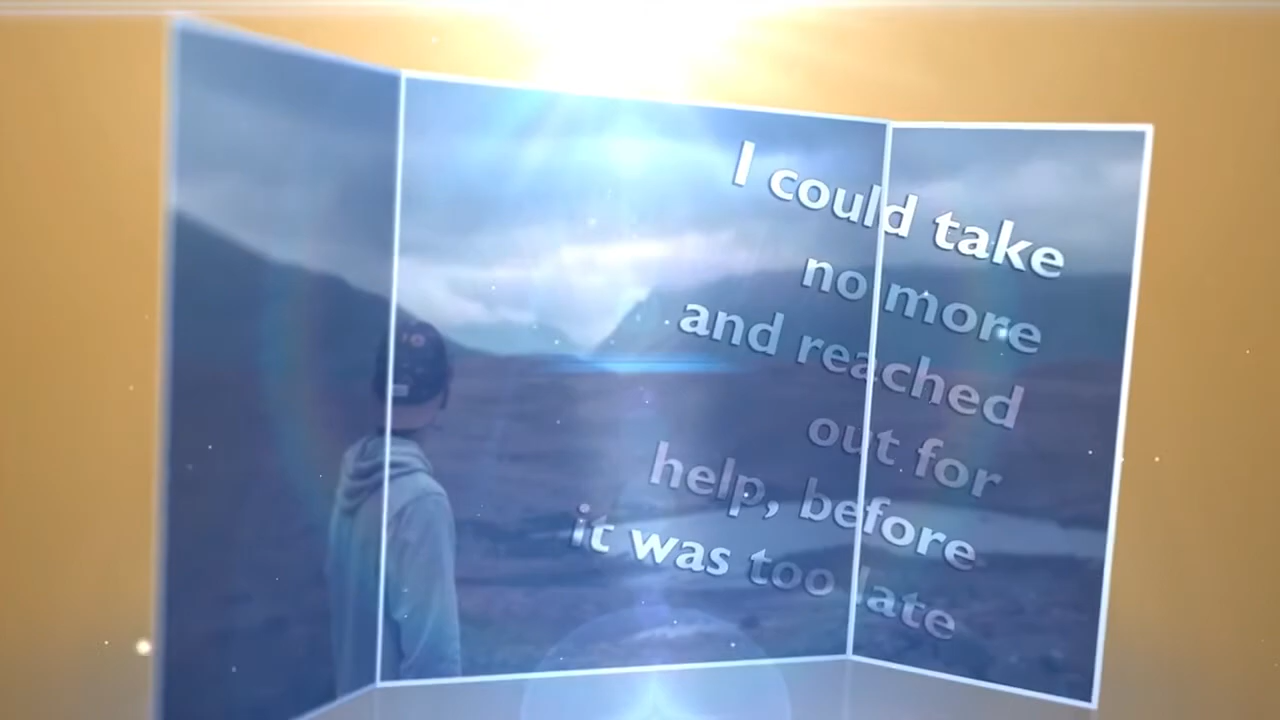 I could take
no more
and reached
out for
help, before
it was too late